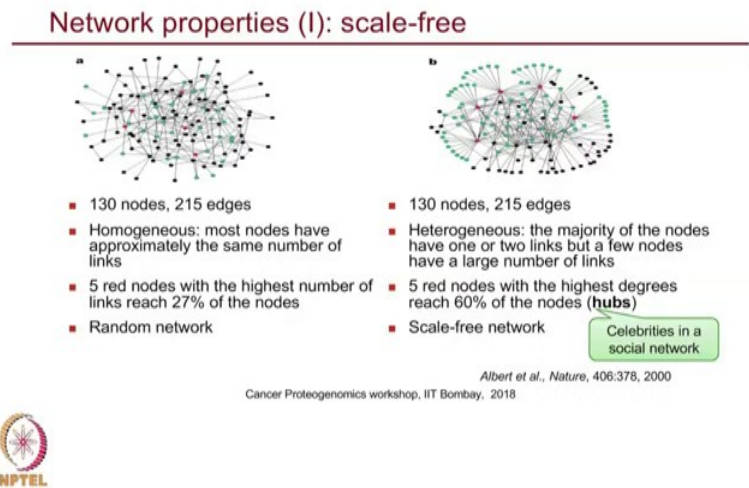 Network properties (I): scale-free
a
130 nodes, 215 edges
Homogeneous: most nodes have
approximately the same number of
links
5 red nodes with the highest number of
links reach 27% of the nodes
Random network
b
130 nodes, 215 edges
Heterogeneous: the majority of the nodes
have one or two links but a few nodes
have a large number of links
5 red nodes with the highest degrees
reach 60% of the nodes (hubs)
Scale-free network
Celebrities in a
social network
Albert et al., Nature, 406:378, 2000
Cancer Proteogenomics workshop, IIT Bombay, 2018
NPTEL